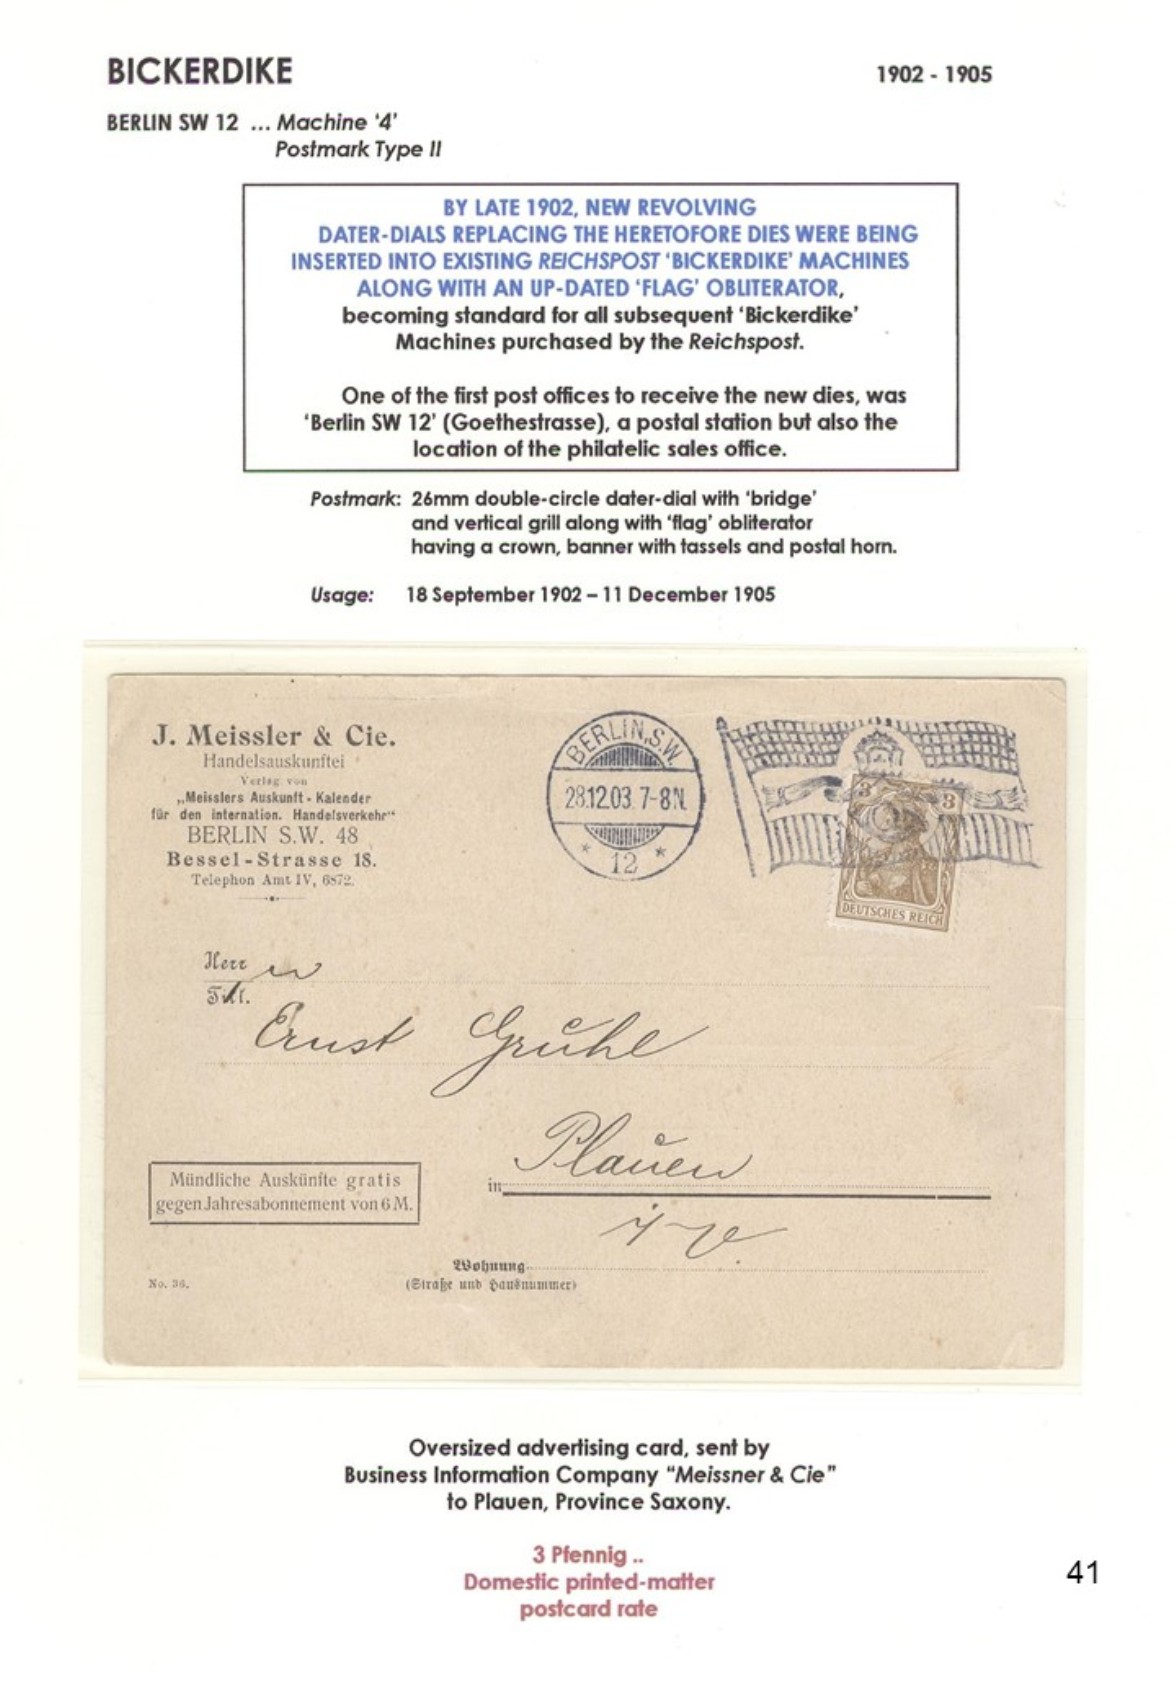 BICKERDIKE
1902 - 1905
BERLIN SW 12 ... Machine '4'
Postmark Type II
BY LATE 1902, NEW REVOLVING
DATER-DIALS REPLACING THE HERETOFORE DIES WERE BEING
INSERTED INTO EXISTING REICHSPOST 'BICKERDIKE' MACHINES
ALONG WITH AN UP-DATED 'FLAG' OBLITERATOR,
becoming standard for all subsequent 'Bickerdike'
Machines purchased by the Reichspost.
One of the first post offices to receive the new dies, was
'Berlin SW 12' (Goethestrasse), a postal station but also the
location of the philatelic sales office.
Postmark: 26mm double-circle dater-dial with 'bridge'
and vertical grill along with 'flag' obliterator
having a crown, banner with tassels and postal horn.
Usage: 18 September 1902 – 11 December 1905
J. Meissler & Cie.
Handelsauskunftei
Verlag von
„Meisslers Auskunft - Kalender
für den internation. Handelsverkehr“
BERLIN S.W. 48
Bessel - Strasse 18.
Telephon Amt IV, 6872.
BERLIN, S.W.
28.12.03. 7-8N.
* 12 *
3 3
DEUTSCHES REICH
Herr
Ernst Gruhl
Plauen
in
Mündliche Auskünfte gratis
gegen Jahresabonnement von 6 M.
Wohnung
(Straße und Hausnummer)
No. 36.
Oversized advertising card, sent by
Business Information Company "Meissner & Cie"
to Plauen, Province Saxony.
3 Pfennig ..
Domestic printed-matter
postcard rate
41